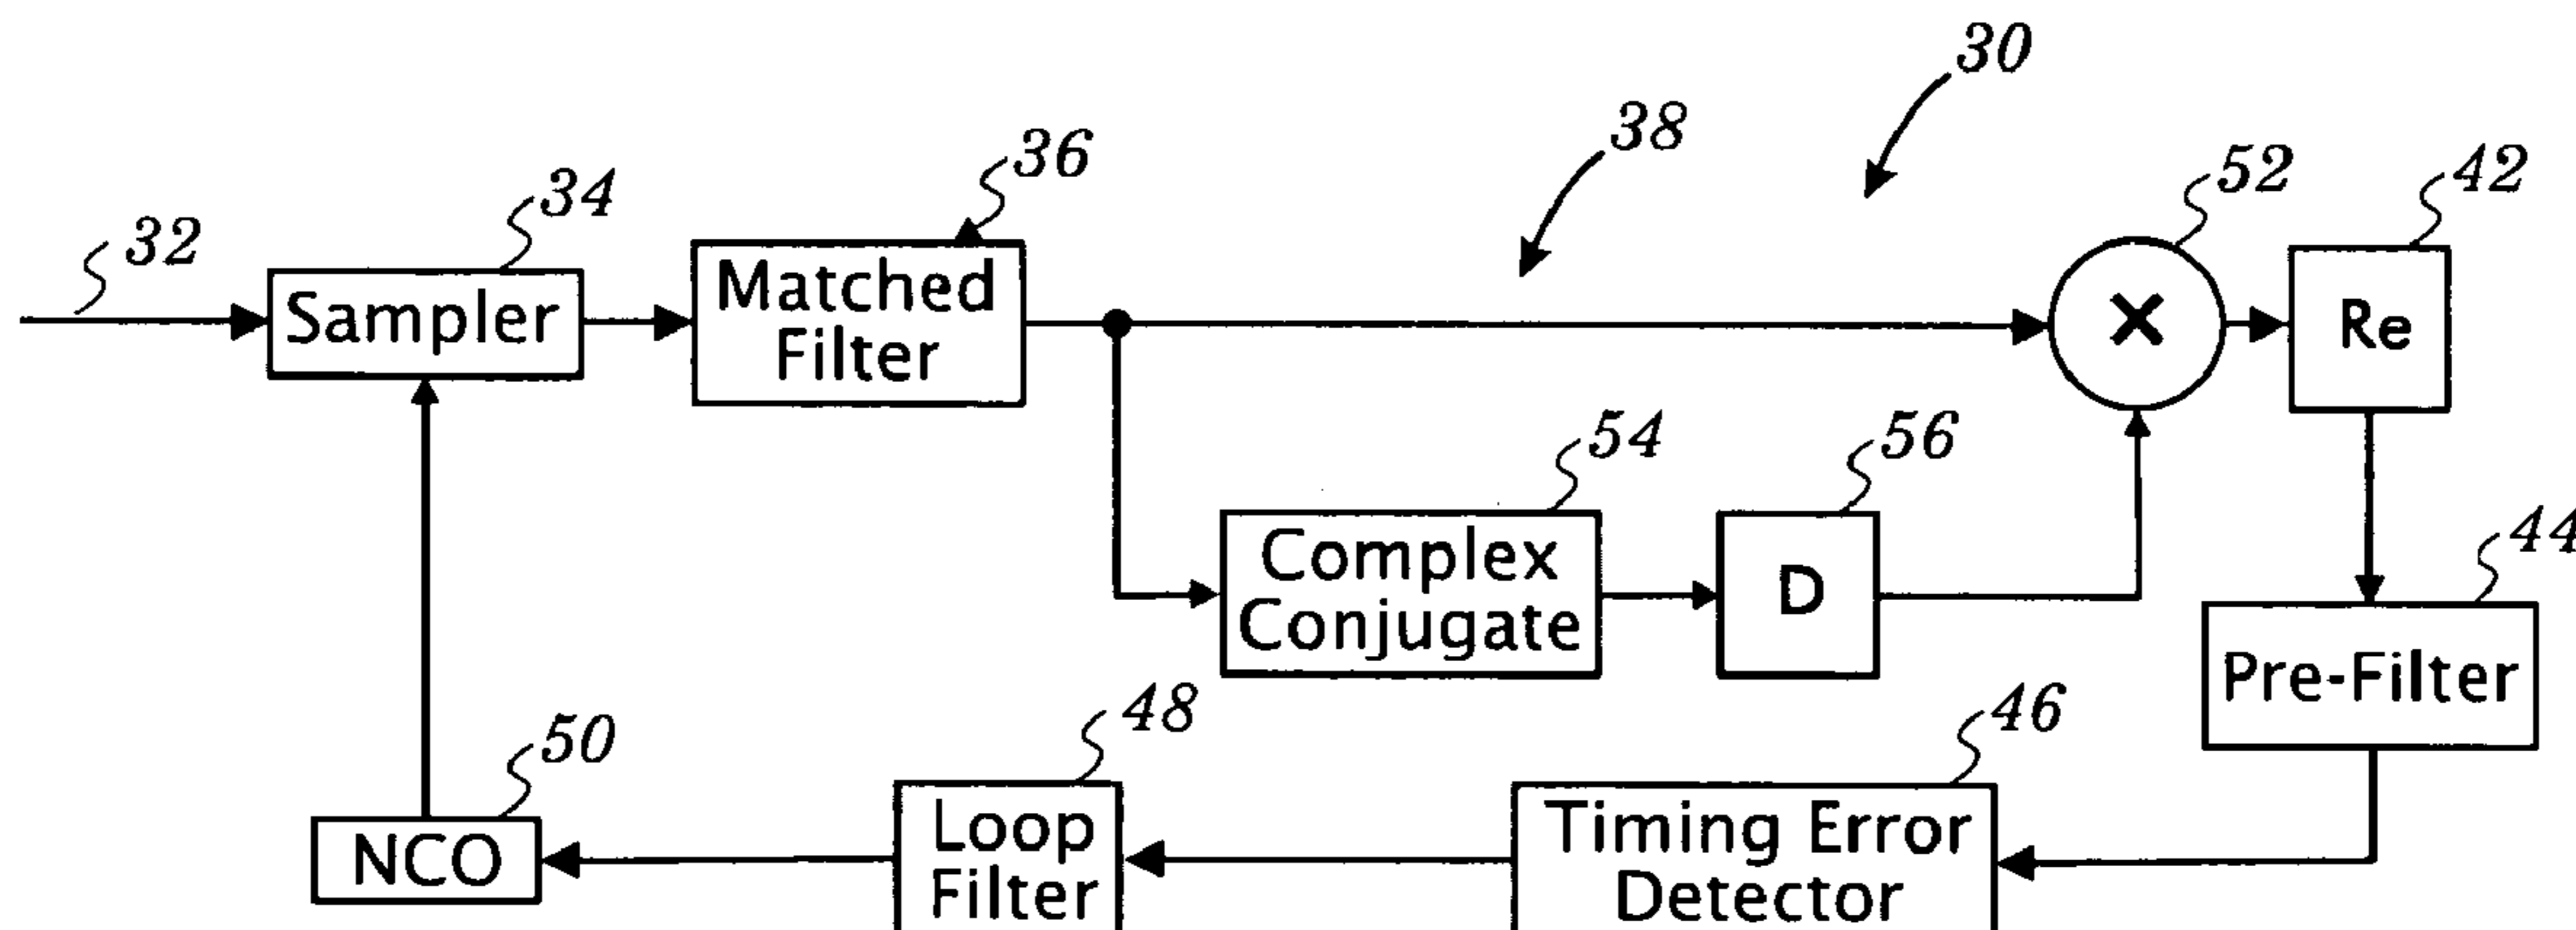 30
38
36
52
42
34
32
Matched
Filter
Sampler
×
Re
54
56
44
Complex
Conjugate
D
Pre-Filter
48
46
50
Loop
Filter
Timing Error
Detector
NCO